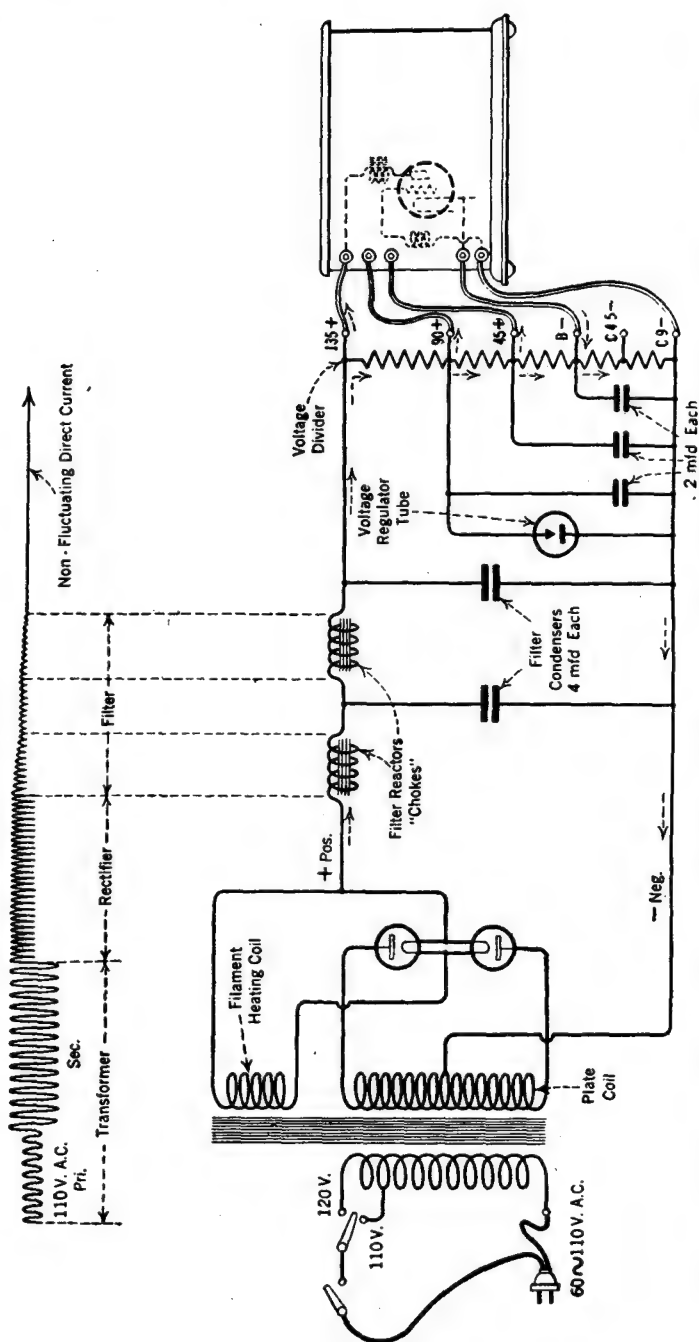 Non-Fluctuating Direct Current
Filter
Rectifier
Transformer
Sec.
110 V. A.C.
Pri.
135+
90+
45+
B-
C 4.5-
C 9-
Voltage
Divider
Voltage
Regulator
Tube
2 mfd Each
Filter
Condensers
4 mfd Each
Filter Reactors
"Chokes"
+ Pos.
- Neg.
Filament
Heating Coil
Plate
Coil
120 V.
110 V.
60~110 V. A.C.